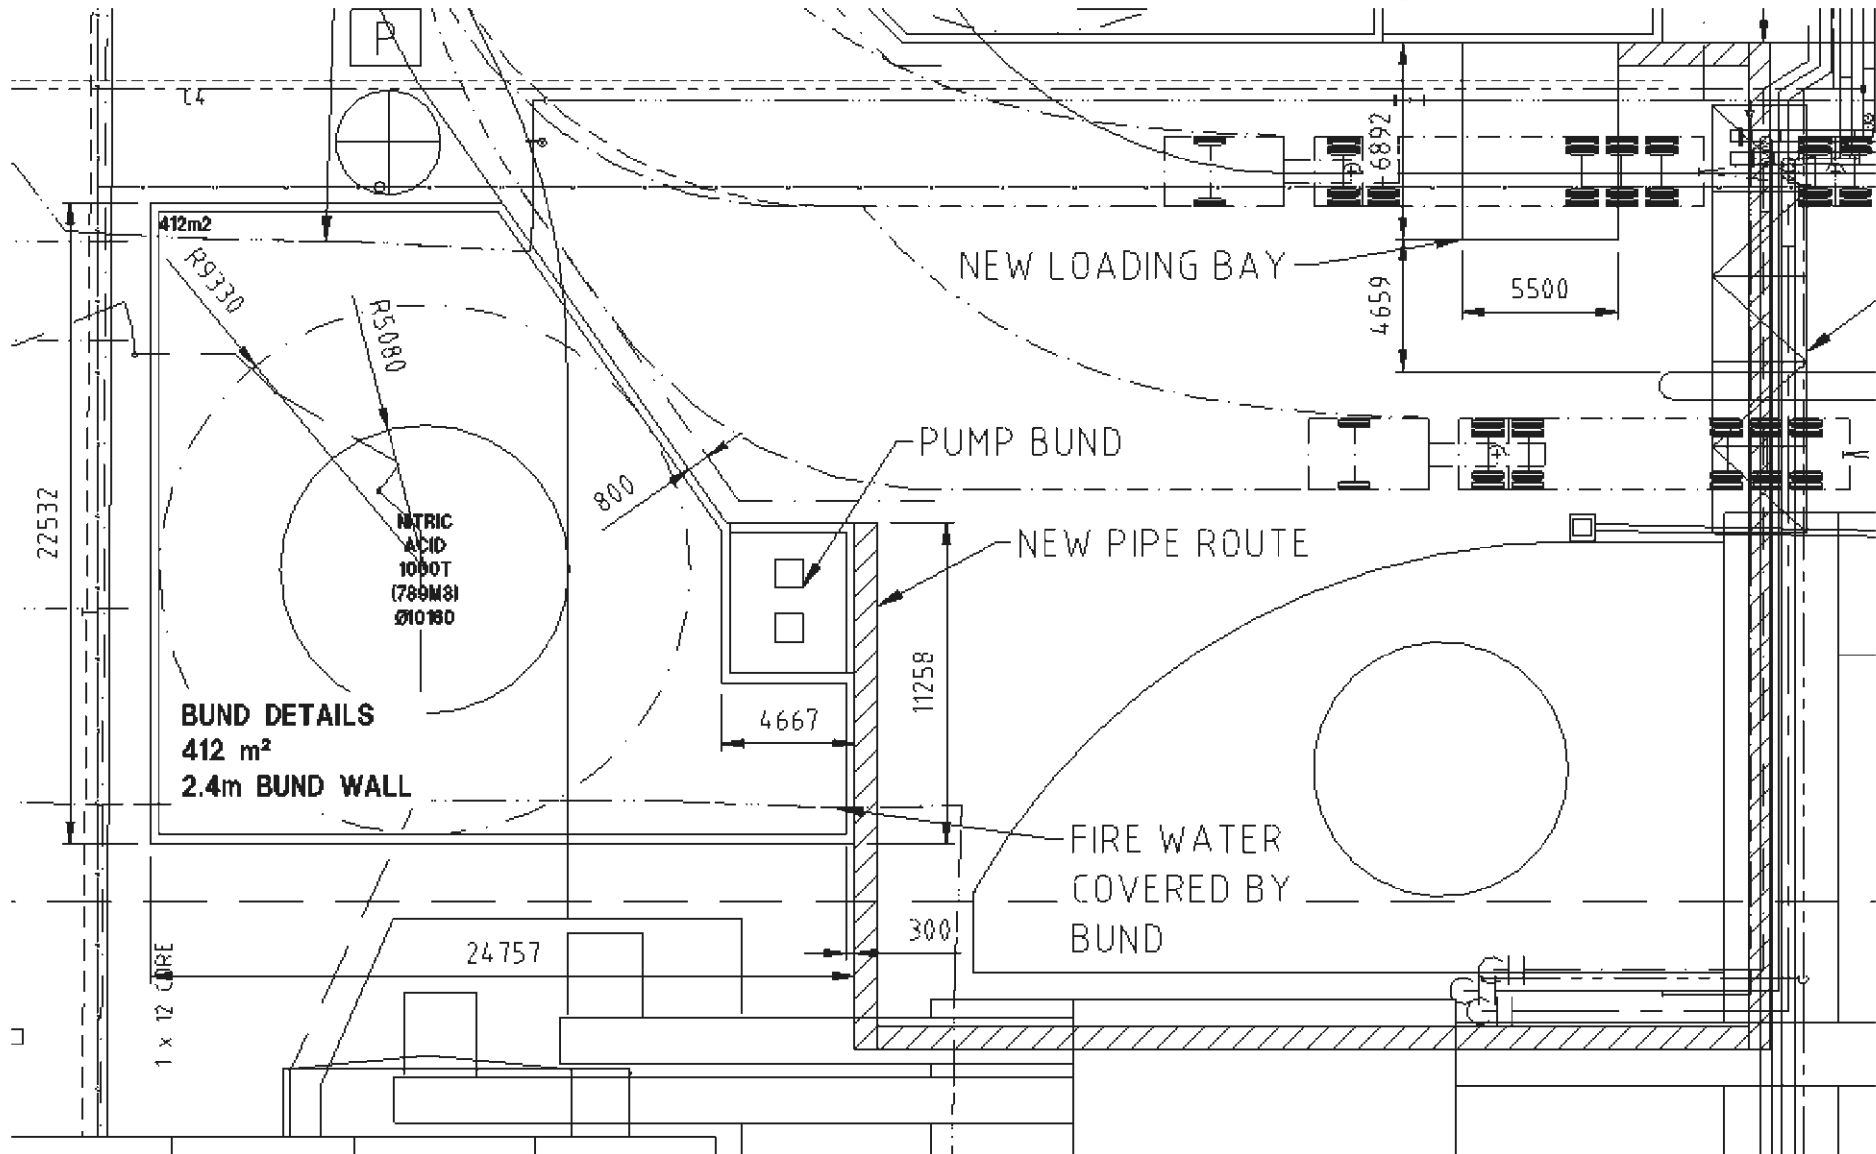 P
C4
412m2
R9330
R5080
6892
NEW LOADING BAY
4659
5500
PUMP BUND
800
22532
NITRIC
ACID
1000T
(789M3)
Ø10160
NEW PIPE ROUTE
11258
BUND DETAILS
412 m²
2.4m BUND WALL
4667
FIRE WATER
COVERED BY
BUND
300
24757
1 x 12 CORE